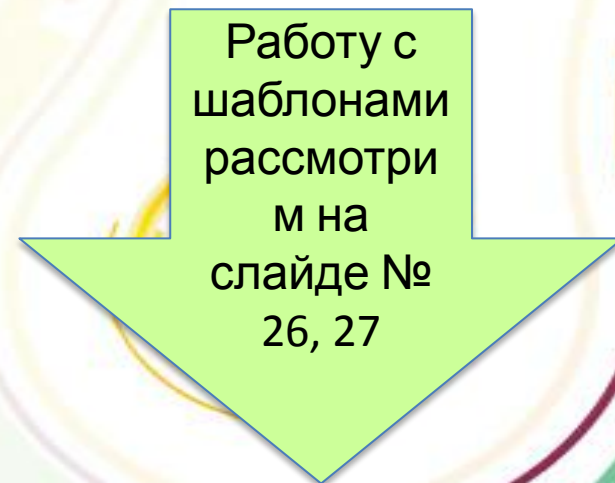 Работу с
шаблонами
рассмотри
м на
слайде №
26, 27